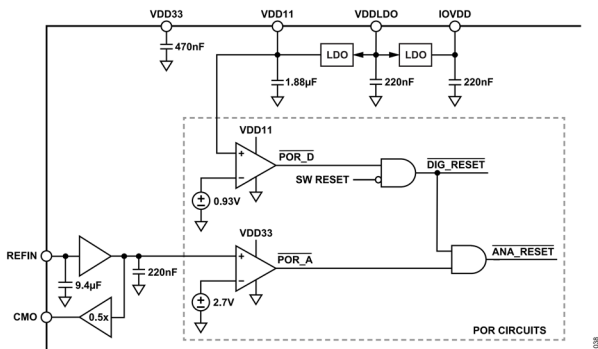 VDD33 VDD11 VDDLDO IOVDD
LDO LDO
470nF
1.88µF 220nF 220nF
VDD11
POR_D
DIG_RESET
SW RESET
0.93V
VDD33
REFIN
POR_A
ANA_RESET
220nF
9.4µF
2.7V
CMO
0.5x
POR CIRCUITS
038